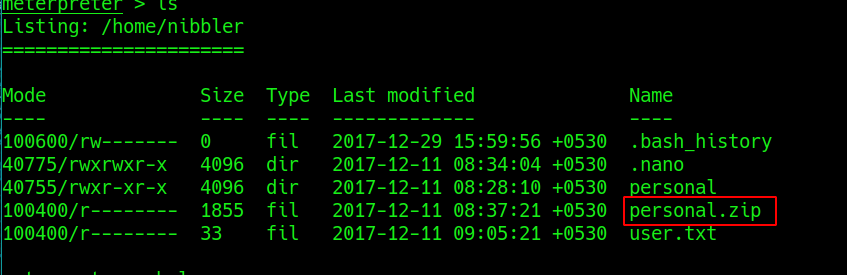 meterpreter > ls
Listing: /home/nibbler
======================
Mode Size Type Last modified Name
---- ---- ---- ------------- ----
100600/rw------- 0 fil 2017-12-29 15:59:56 +0530 .bash_history
40775/rwxrwxr-x 4096 dir 2017-12-11 08:34:04 +0530 .nano
40755/rwxr-xr-x 4096 dir 2017-12-11 08:28:10 +0530 personal
100400/r-------- 1855 fil 2017-12-11 08:37:21 +0530 personal.zip
100400/r-------- 33 fil 2017-12-11 09:05:21 +0530 user.txt